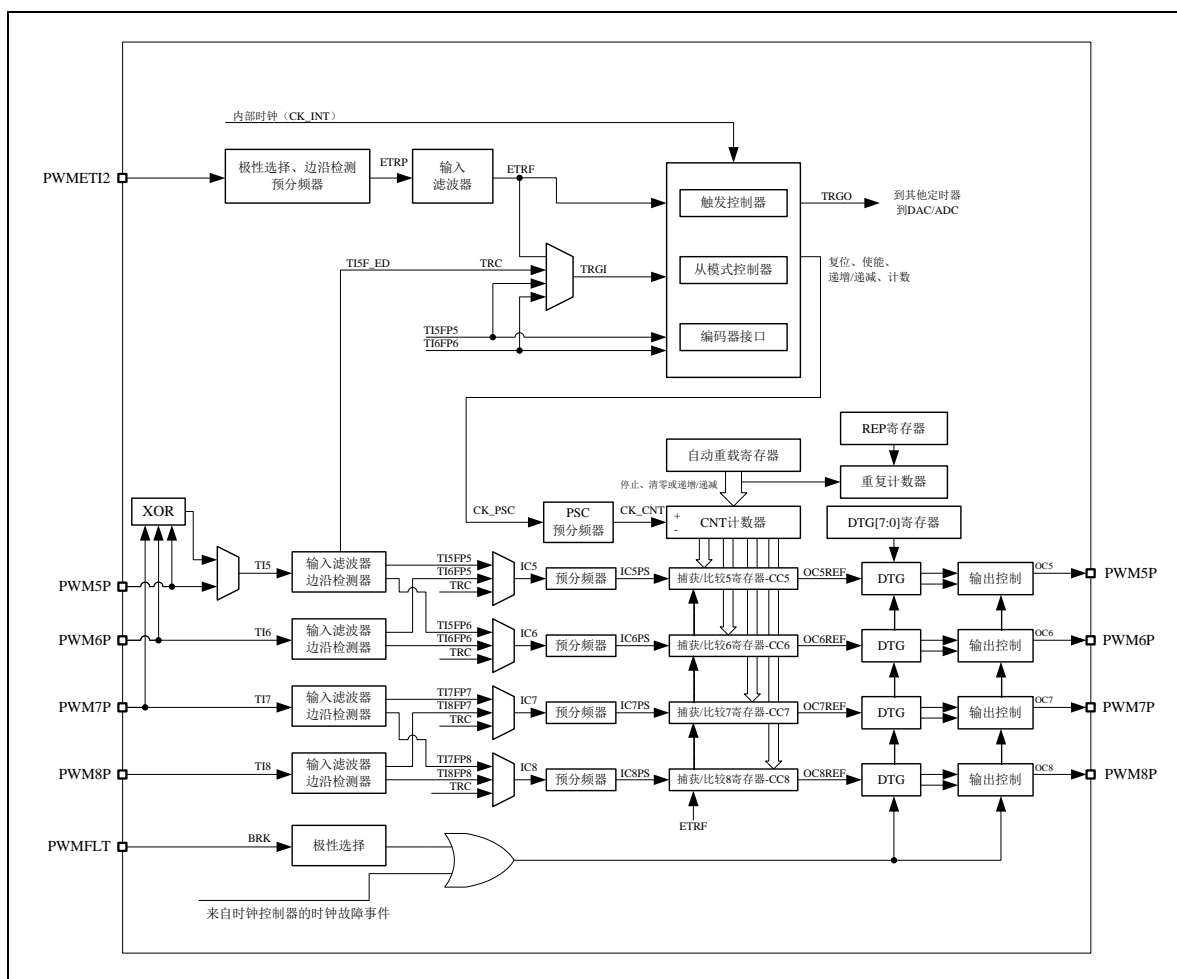 内部时钟（CK_INT）
PWMETI2
极性选择、边沿检测
预分频器
ETRP
输入
滤波器
ETRF
触发控制器
TRGO
到其他定时器
到DAC/ADC
TI5F_ED
TRC
TRGI
从模式控制器
复位、使能、
递增/递减、计数
TI5FP5
TI6FP6
编码器接口
REP寄存器
自动重载寄存器
重复计数器
停止、清零或递增/递减
XOR
CK_PSC
PSC
预分频器
CK_CNT
+
-
CNT计数器
DTG[7:0]寄存器
PWM5P
TI5
输入滤波器
边沿检测器
TI5FP5
TI6FP5
TRC
IC5
预分频器
IC5PS
捕获/比较5寄存器-CC5
OC5REF
DTG
输出控制
OC5
PWM5P
PWM6P
TI6
输入滤波器
边沿检测器
TI5FP6
TI6FP6
TRC
IC6
预分频器
IC6PS
捕获/比较6寄存器-CC6
OC6REF
DTG
输出控制
OC6
PWM6P
PWM7P
TI7
输入滤波器
边沿检测器
TI7FP7
TI8FP7
TRC
IC7
预分频器
IC7PS
捕获/比较7寄存器-CC7
OC7REF
DTG
输出控制
OC7
PWM7P
PWM8P
TI8
输入滤波器
边沿检测器
TI7FP8
TI8FP8
TRC
IC8
预分频器
IC8PS
捕获/比较8寄存器-CC8
OC8REF
DTG
输出控制
OC8
PWM8P
ETRF
PWMFLT
BRK
极性选择
来自时钟控制器的时钟故障事件